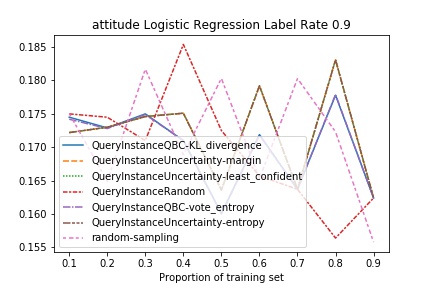 attitude Logistic Regression Label Rate 0.9
0.185
0.180
0.175
0.170
0.165
0.160
0.155
QueryInstanceQBC-KL_divergence
QueryInstanceUncertainty-margin
QueryInstanceUncertainty-least_confident
QueryInstanceRandom
QueryInstanceQBC-vote_entropy
QueryInstanceUncertainty-entropy
random-sampling
0.1 0.2 0.3 0.4 0.5 0.6 0.7 0.8 0.9
Proportion of training set